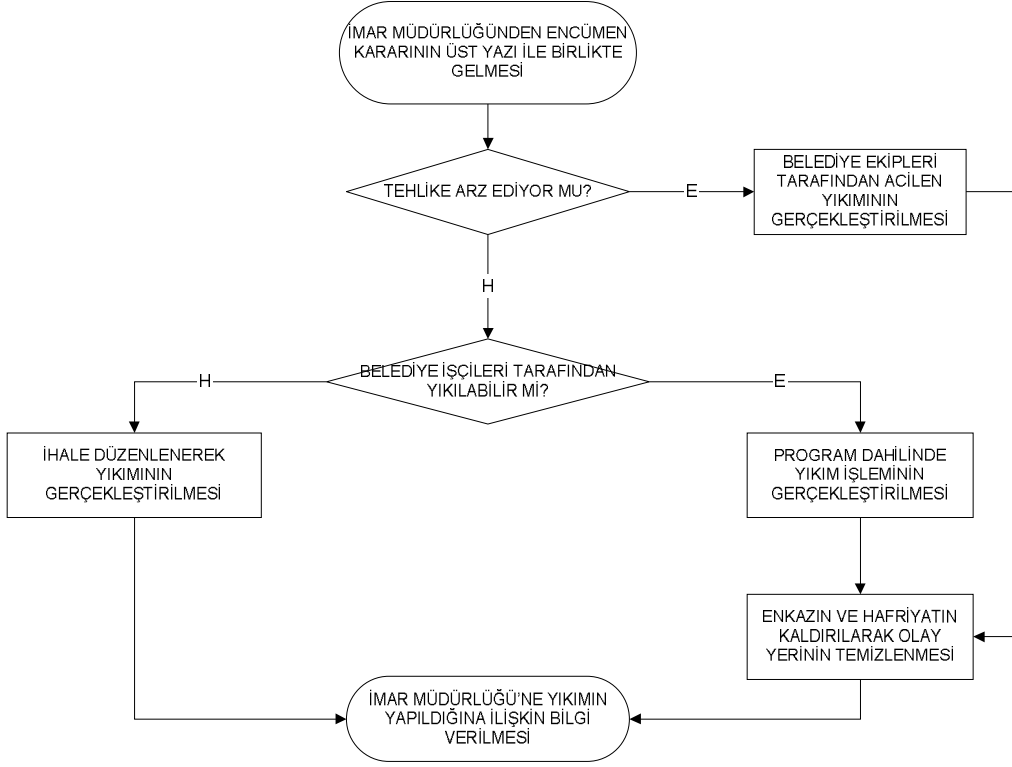 İMAR MÜDÜRLÜĞÜNDEN ENCÜMEN
KARARININ ÜST YAZI İLE BİRLİKTE
GELMESİ
TEHLİKE ARZ EDİYOR MU?
E
BELEDİYE EKİPLERİ
TARAFINDAN ACİLEN
YIKIMININ
GERÇEKLEŞTİRİLMESİ
H
BELEDİYE İŞÇİLERİ TARAFINDAN
YIKILABİLİR Mİ?
H
E
İHALE DÜZENLENEREK
YIKIMININ
GERÇEKLEŞTİRİLMESİ
PROGRAM DAHİLİNDE
YIKIM İŞLEMİNİN
GERÇEKLEŞTİRİLMESİ
ENKAZIN VE HAFRİYATIN
KALDIRILARAK OLAY
YERİNİN TEMİZLENMESİ
İMAR MÜDÜRLÜĞÜ'NE YIKIMIN
YAPILDIĞINA İLİŞKİN BİLGİ
VERİLMESİ